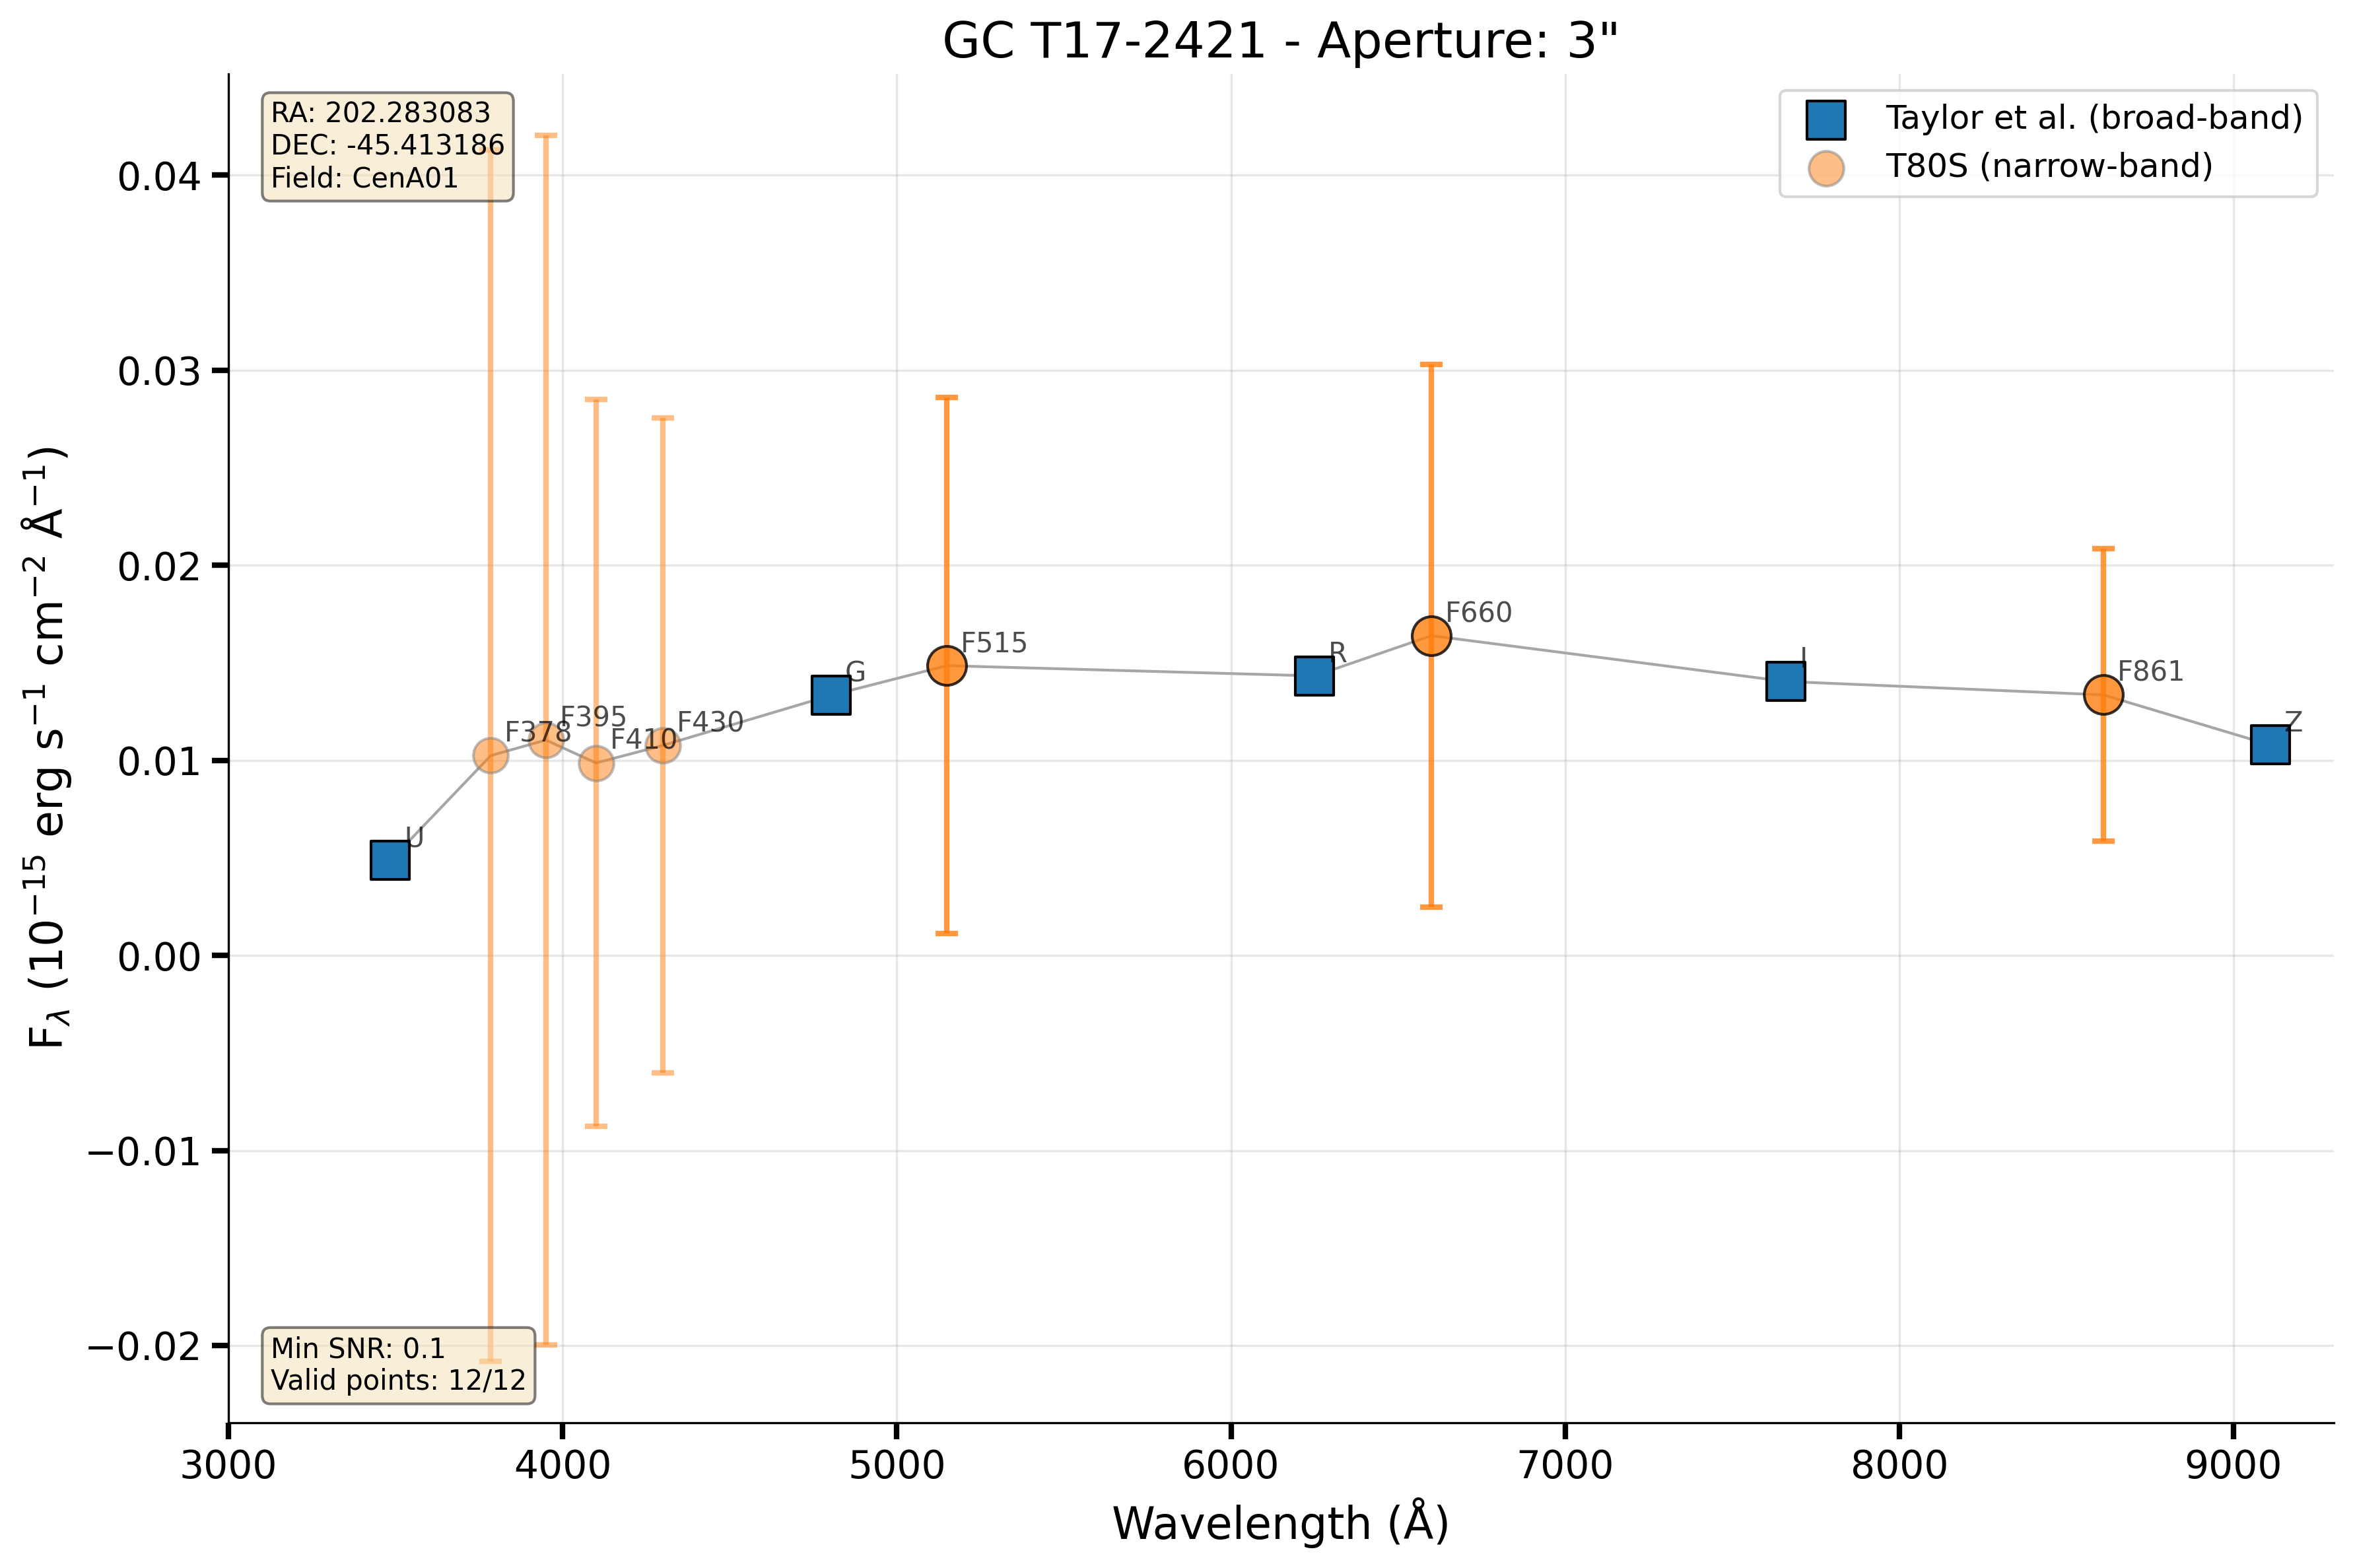 GC T17-2421 - Aperture: 3"
RA: 202.283083
DEC: -45.413186
Field: CenA01
Taylor et al. (broad-band)
T80S (narrow-band)
F$_λ$ (10$^{−15}$ erg s$^{−1}$ cm$^{−2}$ Å$^{−1}$)
0.04
0.03
0.02
0.01
0.00
−0.01
−0.02
U
F378
F395
F410
F430
G
F515
R
F660
I
F861
Z
Min SNR: 0.1
Valid points: 12/12
3000 4000 5000 6000 7000 8000 9000
Wavelength (Å)